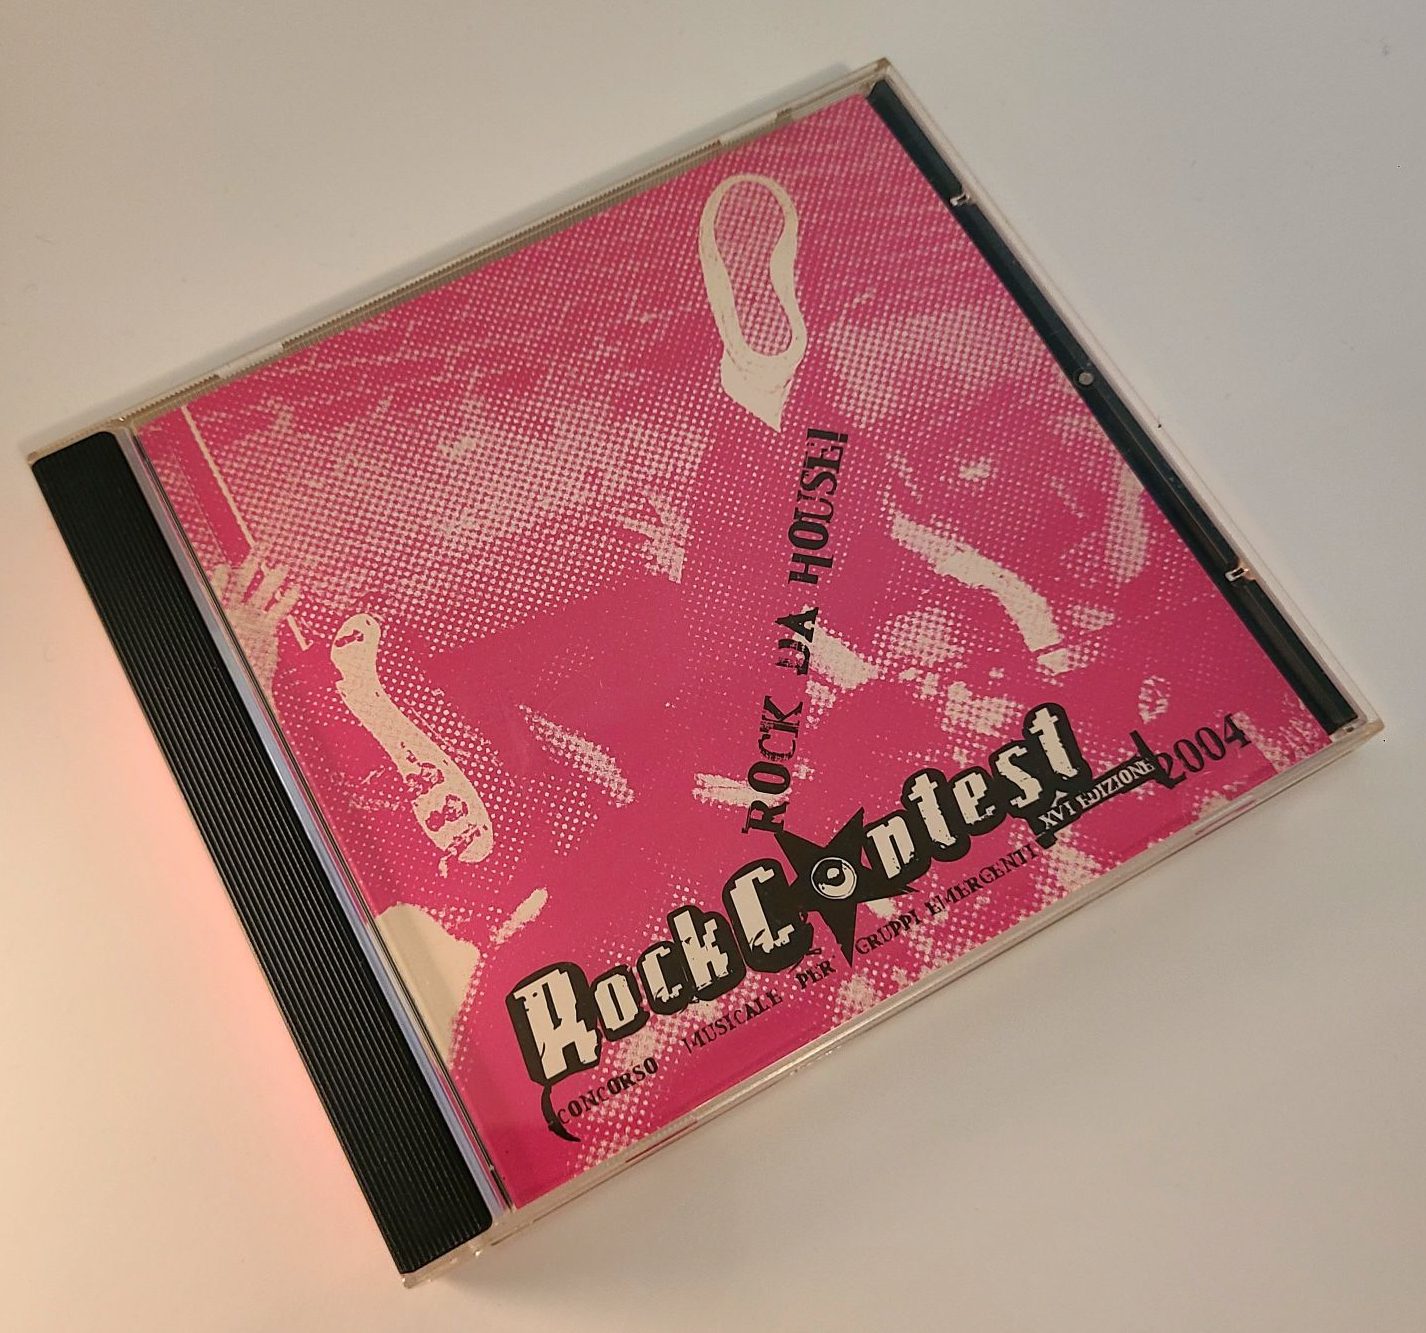 ROCK DA HOUSE!
RockContest
XVI EDIZIONE 2004
CONCORSO MUSICALE PER GRUPPI EMERGENTI